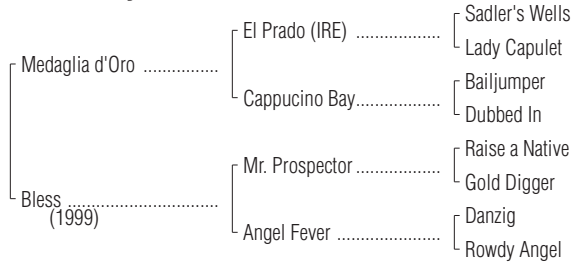 Sadler's Wells
El Prado (IRE) ..................
Lady Capulet
Medaglia d'Oro ................
Bailjumper
Cappucino Bay.................
Dubbed In
Raise a Native
Mr. Prospector ..................
Gold Digger
Bless ..............................
(1999)
Danzig
Angel Fever .....................
Rowdy Angel